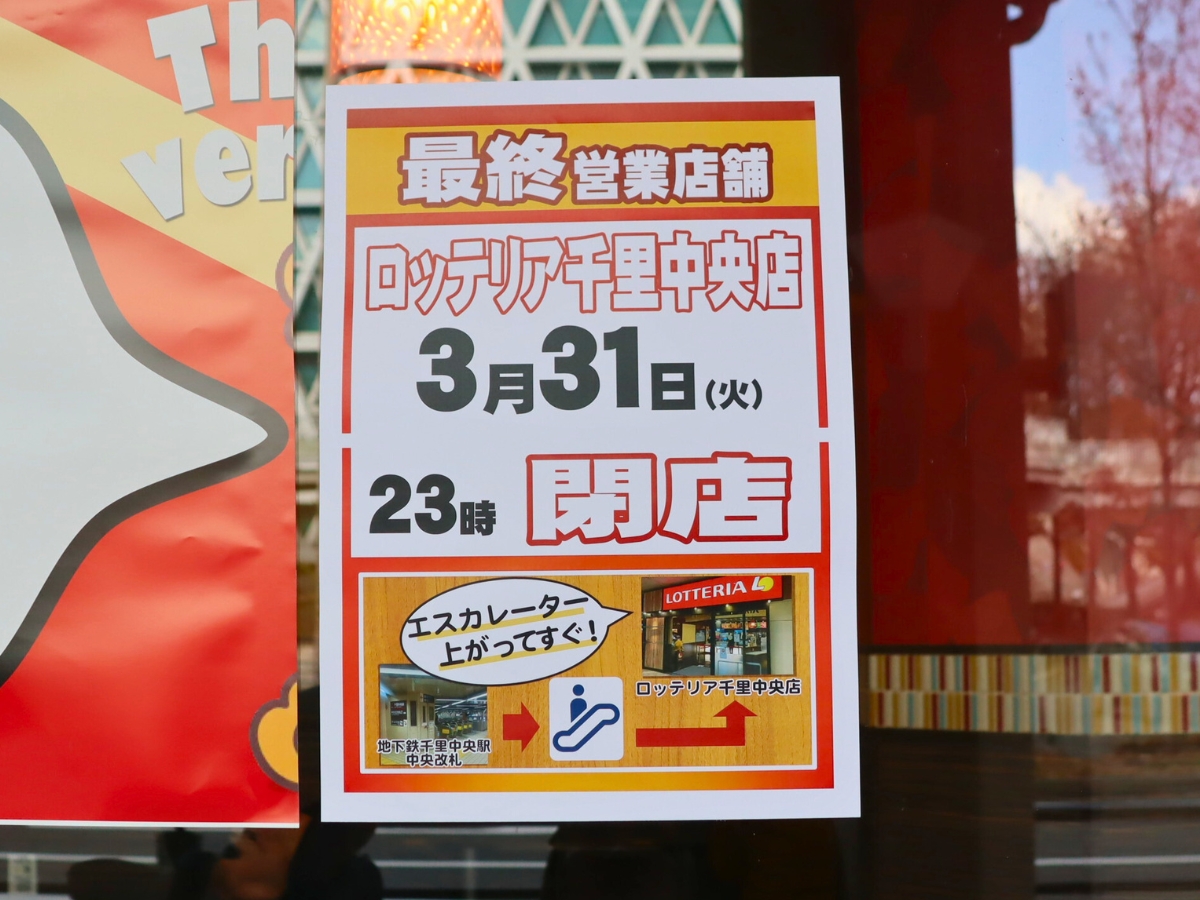 Th
ver
最終営業店舗
ロッテリア千里中央店
3月31日(火)
23時 閉店
エスカレーター
上がってすぐ!
LOTTERIA
ロッテリア千里中央店
地下鉄千里中央駅
中央改札